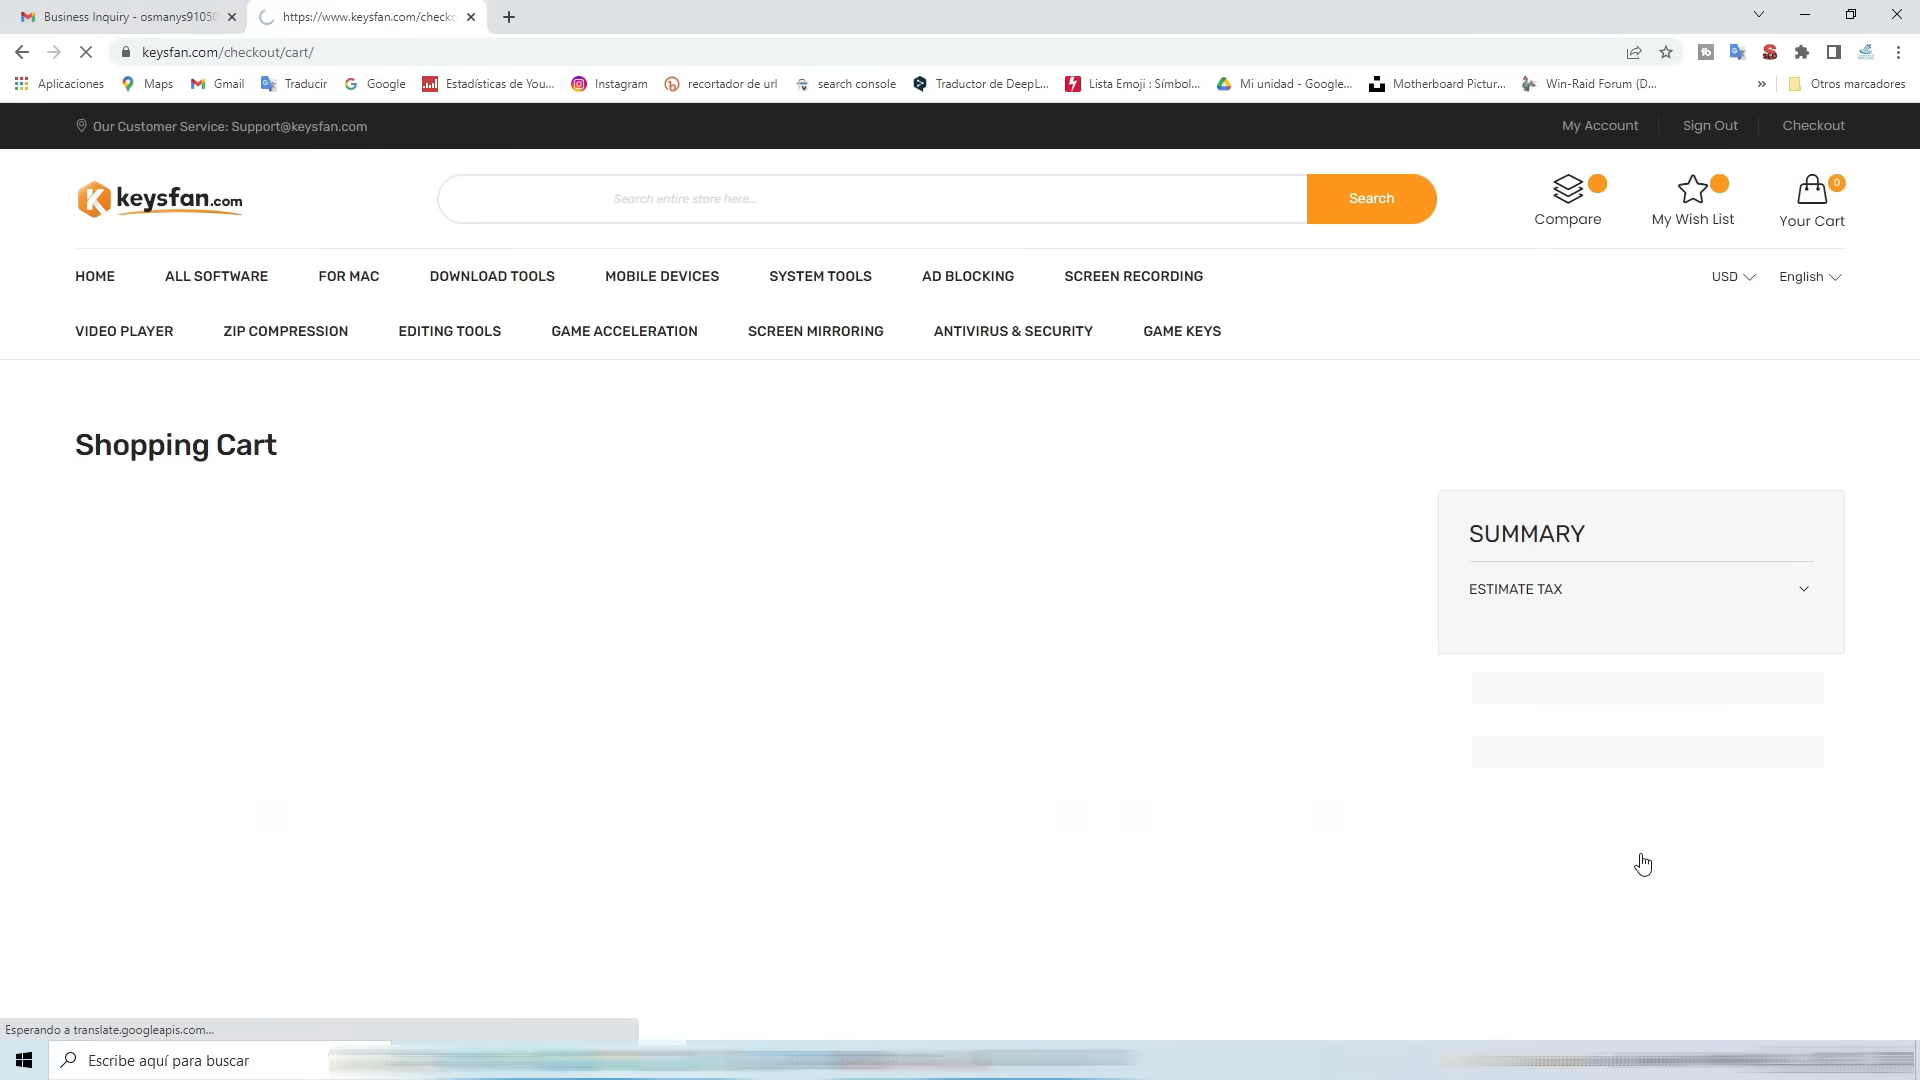 Business Inquiry - osmanys9105
https://www.keysfan.com/checko
keysfan.com/checkout/cart/
Aplicaciones
Maps
Gmail
Traducir
Google
Estadísticas de You...
Instagram
recortador de url
search console
Traductor de DeepL...
Lista Emoji : Símbol...
Mi unidad - Google...
Motherboard Pictur...
Win-Raid Forum (D...
»
Otros marcadores
Our Customer Service: Support@keysfan.com
My Account
Sign Out
Checkout
keysfan.com
Search entire store here...
Search
Compare
My Wish List
0
Your Cart
HOME
ALL SOFTWARE
FOR MAC
DOWNLOAD TOOLS
MOBILE DEVICES
SYSTEM TOOLS
AD BLOCKING
SCREEN RECORDING
USD
English
VIDEO PLAYER
ZIP COMPRESSION
EDITING TOOLS
GAME ACCELERATION
SCREEN MIRRORING
ANTIVIRUS & SECURITY
GAME KEYS
Shopping Cart
SUMMARY
ESTIMATE TAX
Esperando a translate.googleapis.com...
Escribe aquí para buscar